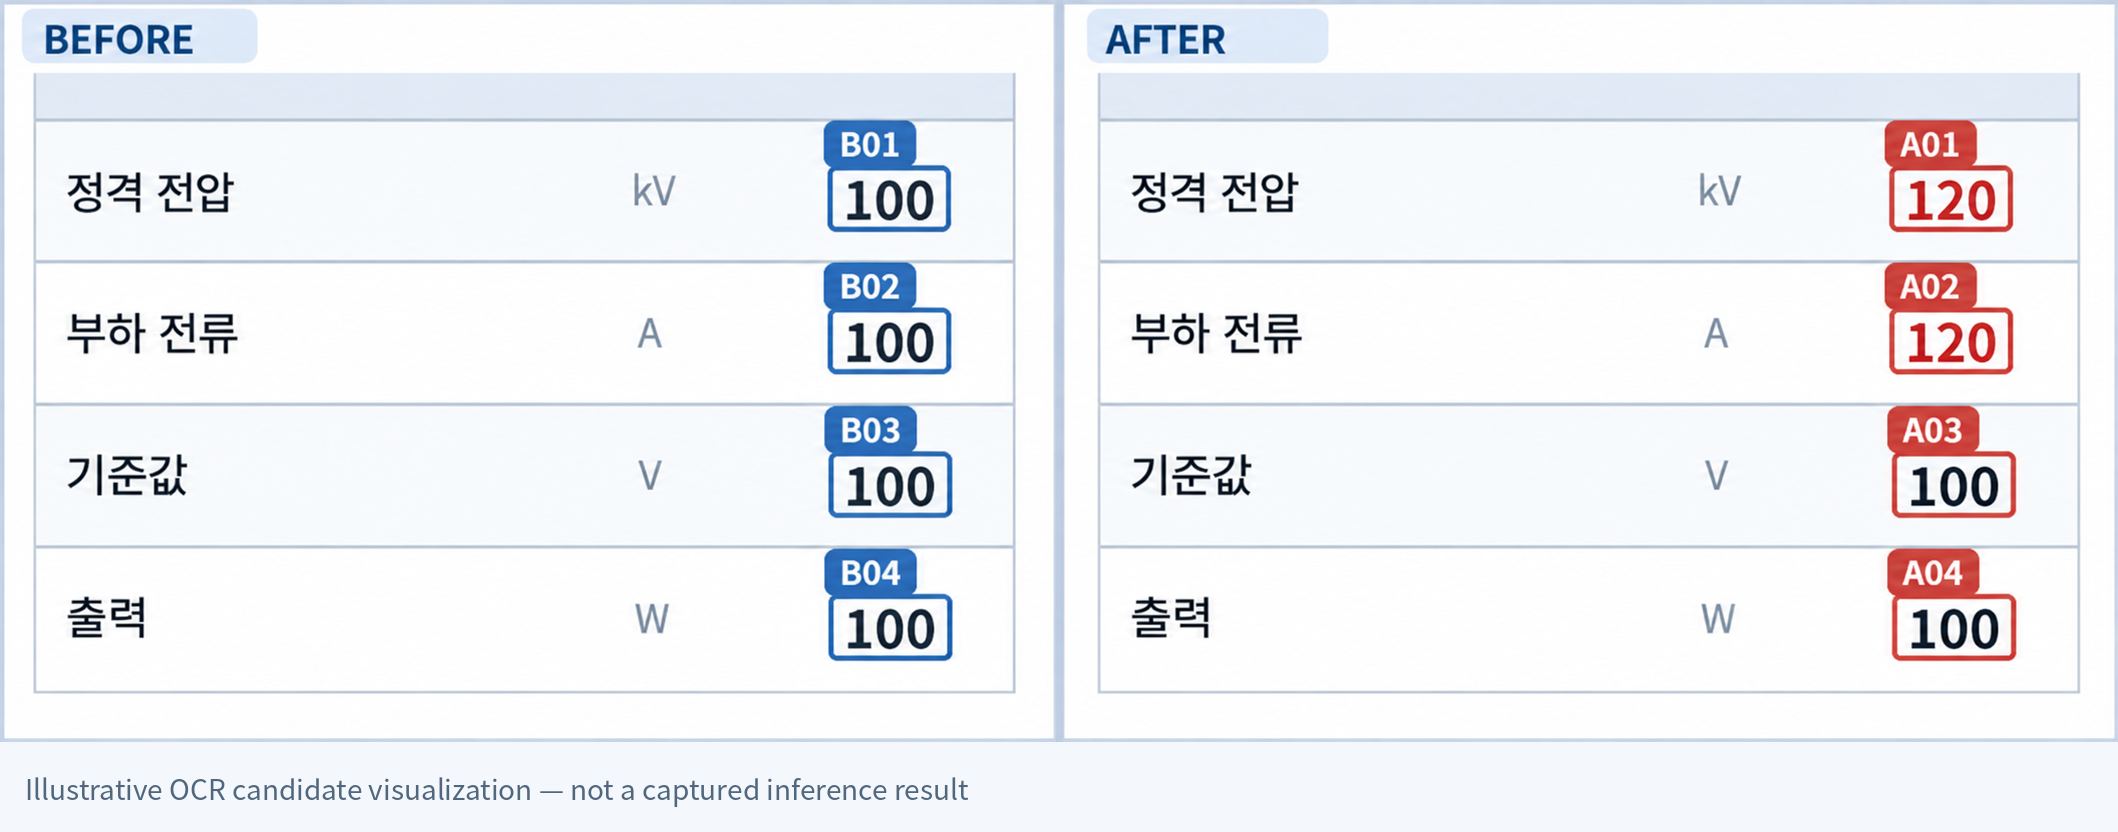 BEFORE
B01
정격 전압 kV 100
B02
부하 전류 A 100
B03
기준값 V 100
B04
출력 W 100
AFTER
A01
정격 전압 kV 120
A02
부하 전류 A 120
A03
기준값 V 100
A04
출력 W 100
Illustrative OCR candidate visualization — not a captured inference result